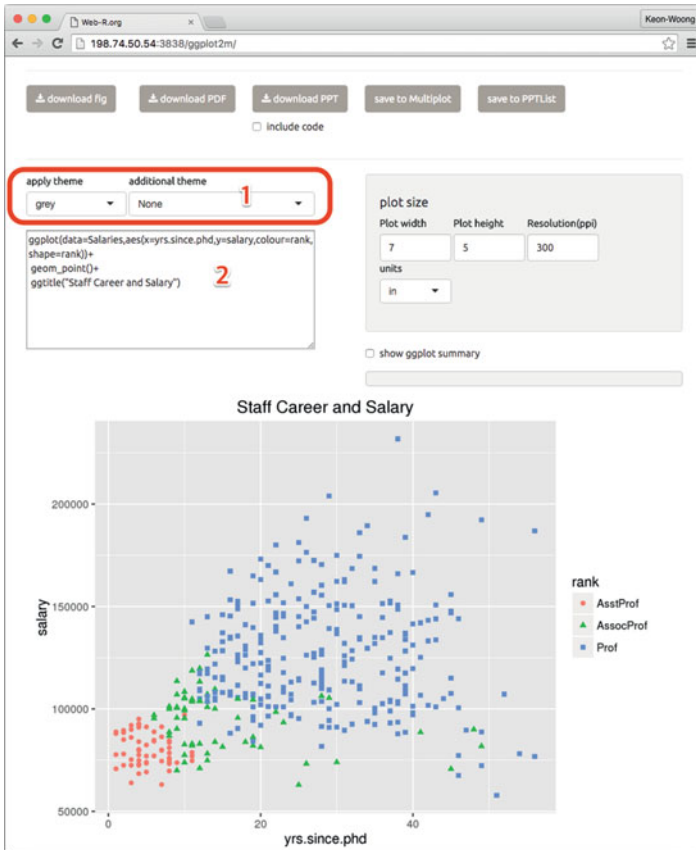 Web-R.org
Keon-Woong
198.74.50.54:3838/ggplot2m/
download fig
download PDF
download PPT
save to Multiplot
save to PPTList
include code
apply theme
additional theme
grey
None
1
ggplot(data=Salaries,aes(x=yrs.since.phd,y=salary,colour=rank,
shape=rank))+
geom_point()+
ggtitle("Staff Career and Salary")
2
plot size
Plot width
Plot height
Resolution(ppi)
7
5
300
units
in
show ggplot summary
Staff Career and Salary
200000
150000
100000
50000
salary
0
20
40
yrs.since.phd
rank
AsstProf
AssocProf
Prof